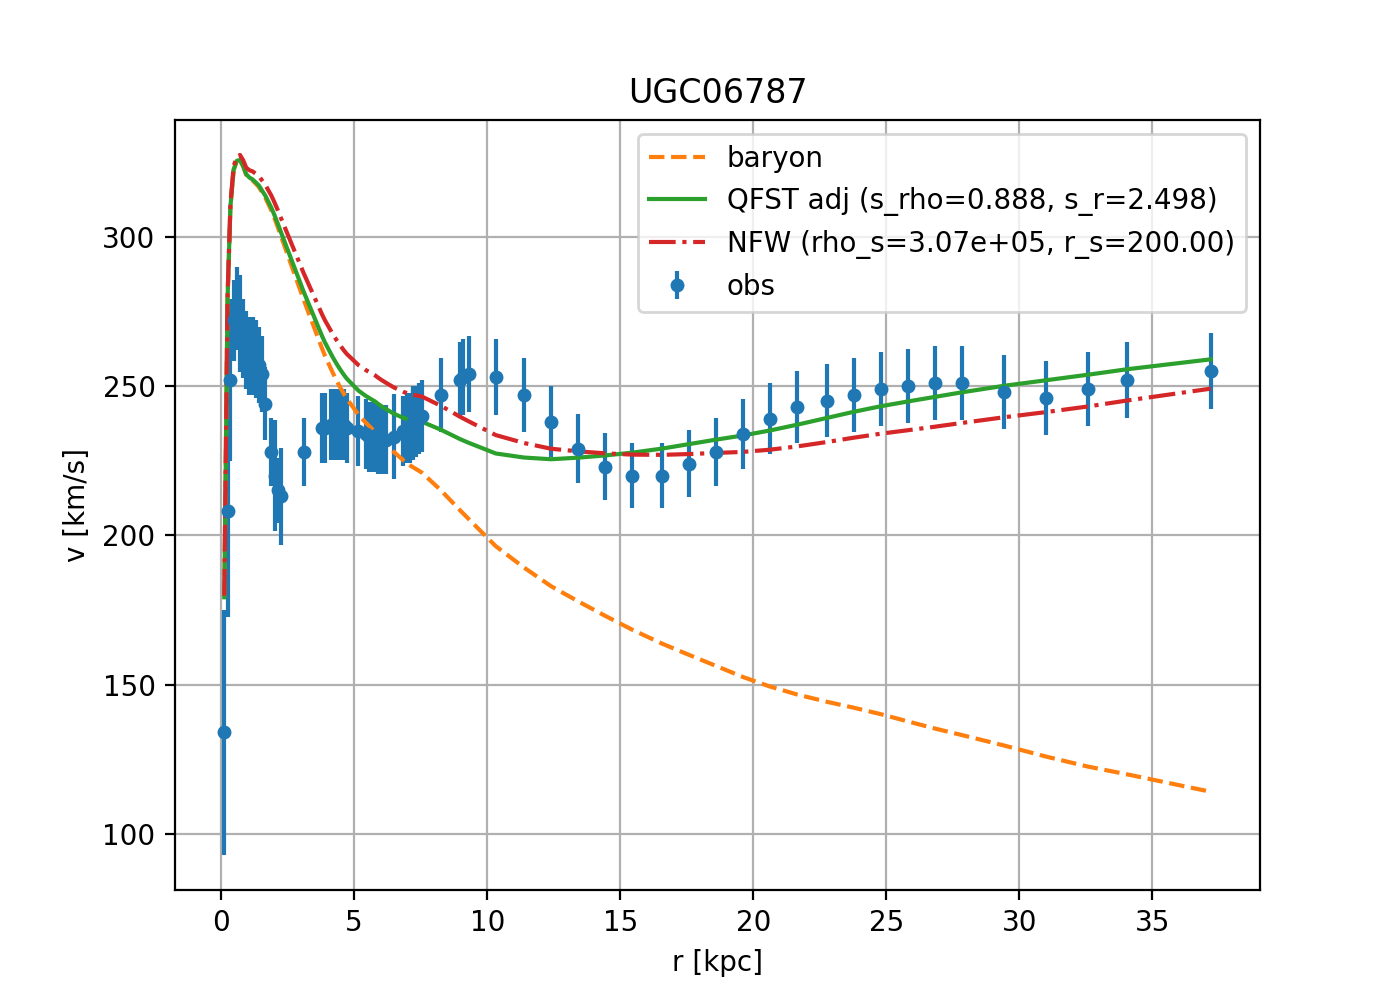 UGC06787
baryon
QFST adj (s_rho=0.888, s_r=2.498)
NFW (rho_s=3.07e+05, r_s=200.00)
obs
v [km/s]
300
250
200
150
100
0 5 10 15 20 25 30 35
r [kpc]